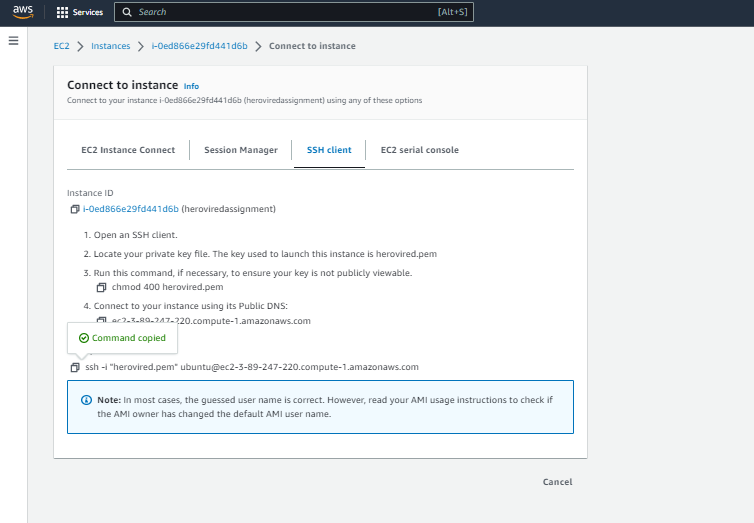 aws
Services
Search
[Alt+S]
EC2 > Instances > i-0ed866e29fd441d6b > Connect to instance
Connect to instance Info
Connect to your instance i-0ed866e29fd441d6b (heroviredassignment) using any of these options
EC2 Instance Connect
Session Manager
SSH client
EC2 serial console
Instance ID
i-0ed866e29fd441d6b (heroviredassignment)
1. Open an SSH client.
2. Locate your private key file. The key used to launch this instance is herovired.pem
3. Run this command, if necessary, to ensure your key is not publicly viewable.
chmod 400 herovired.pem
4. Connect to your instance using its Public DNS:
ec2-3-89-247-220.compute-1.amazonaws.com
Command copied
ssh -i "herovired.pem" ubuntu@ec2-3-89-247-220.compute-1.amazonaws.com
Note: In most cases, the guessed user name is correct. However, read your AMI usage instructions to check if
the AMI owner has changed the default AMI user name.
Cancel